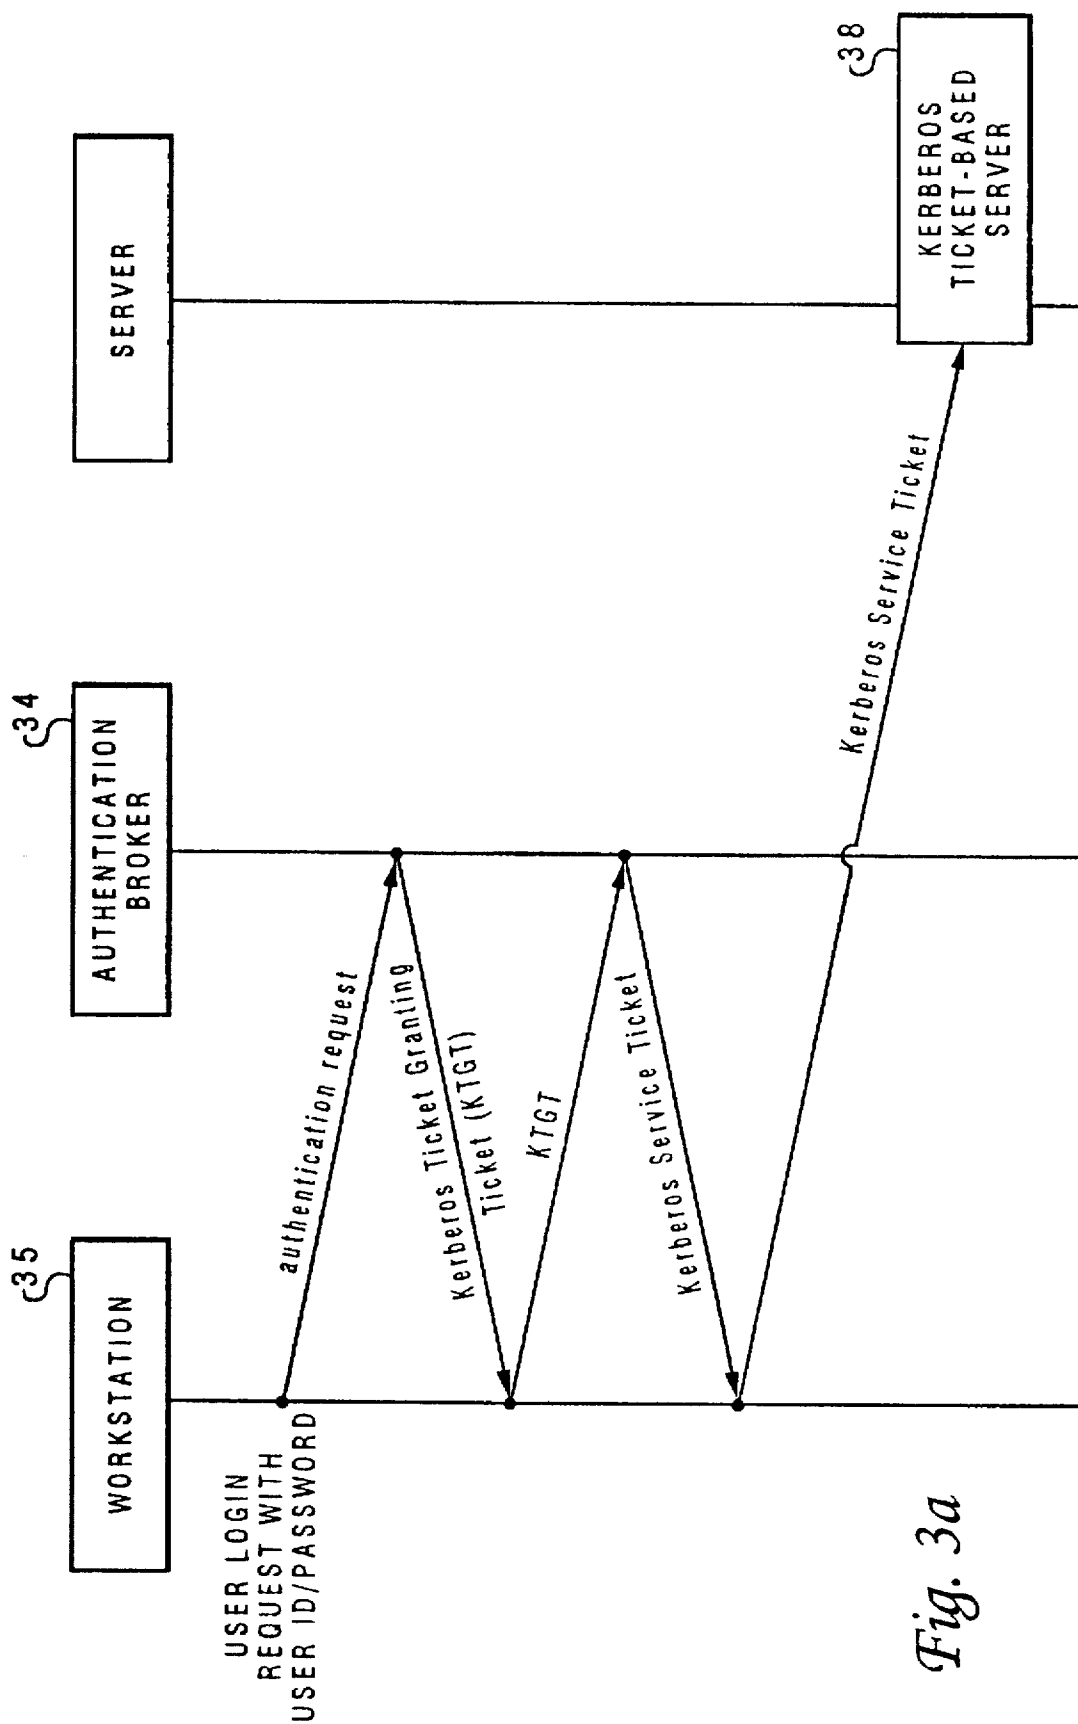 35
WORKSTATION
34
AUTHENTICATION
BROKER
SERVER
USER LOGIN
REQUEST WITH
USER ID/PASSWORD
authentication request
Kerberos Ticket Granting
Ticket (KTGT)
KTGT
Kerberos Service Ticket
Kerberos Service Ticket
38
KERBEROS
TICKET-BASED
SERVER
Fig. 3a